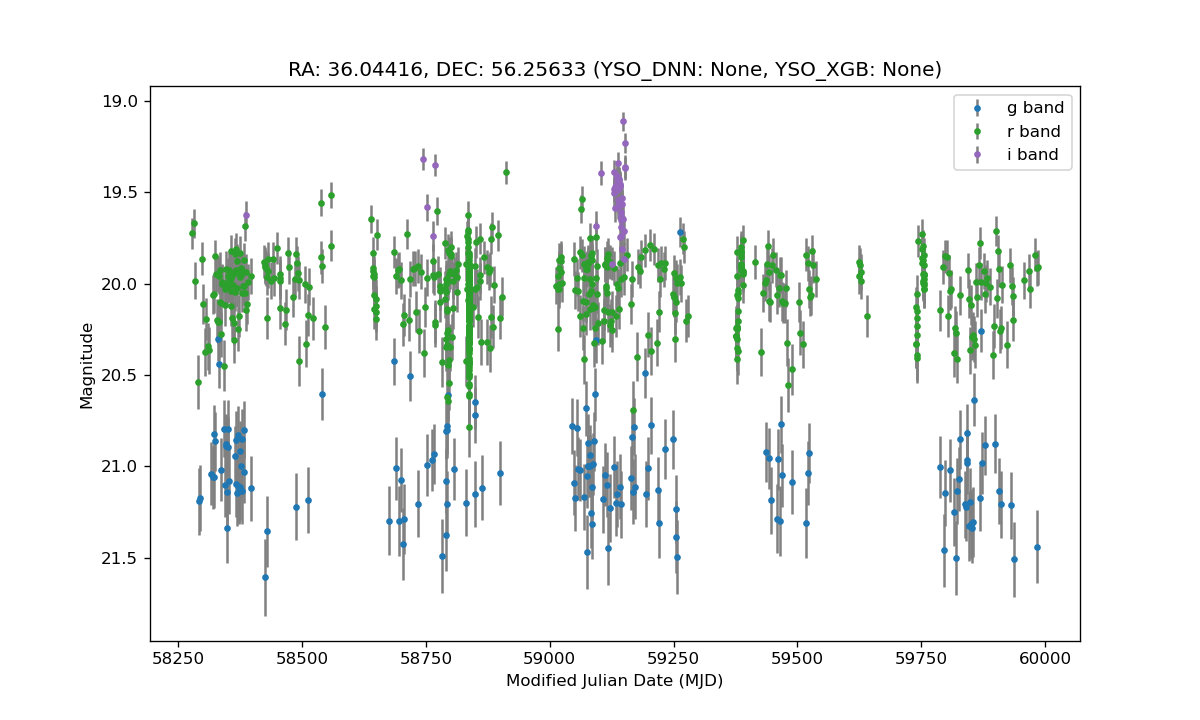 RA: 36.04416, DEC: 56.25633 (YSO_DNN: None, YSO_XGB: None)
g band
r band
i band
19.0
19.5
20.0
20.5
21.0
21.5
Magnitude
58250 58500 58750 59000 59250 59500 59750 60000
Modified Julian Date (MJD)